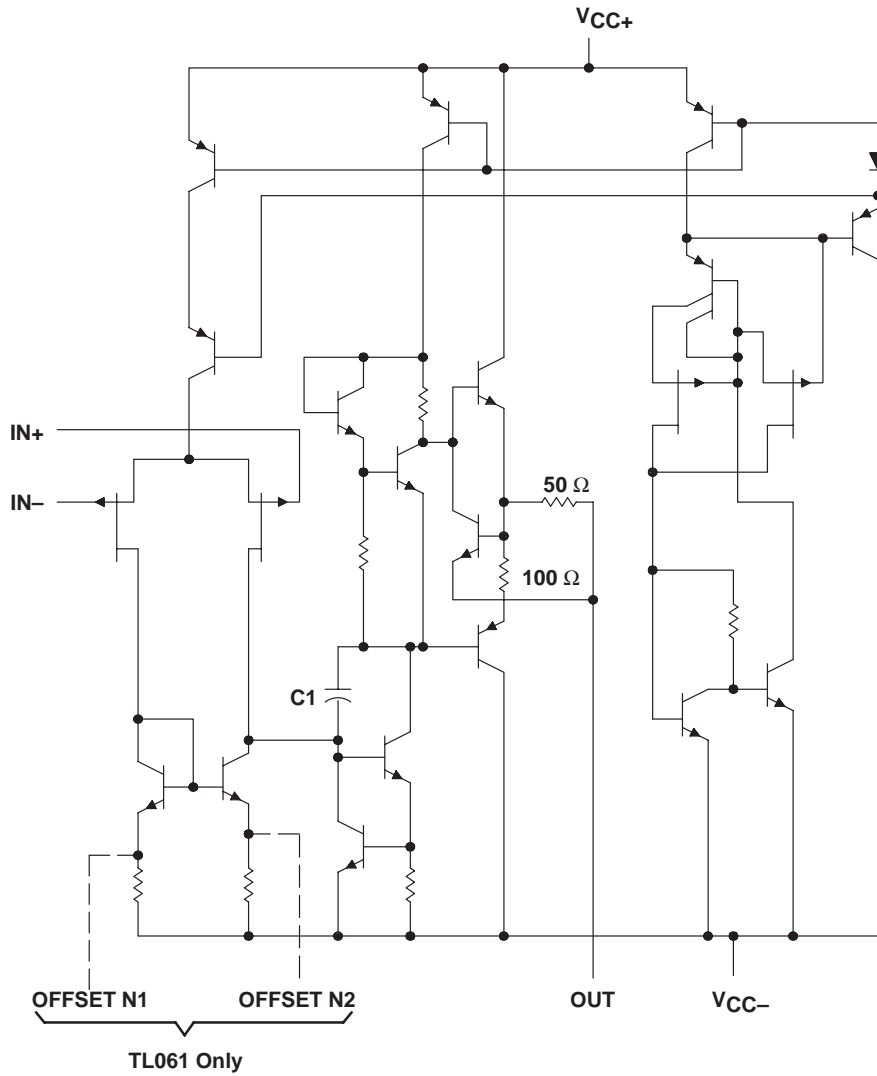 VCC+
IN+
IN–
50 Ω
100 Ω
C1
OFFSET N1
OFFSET N2
OUT
VCC–
TL061 Only